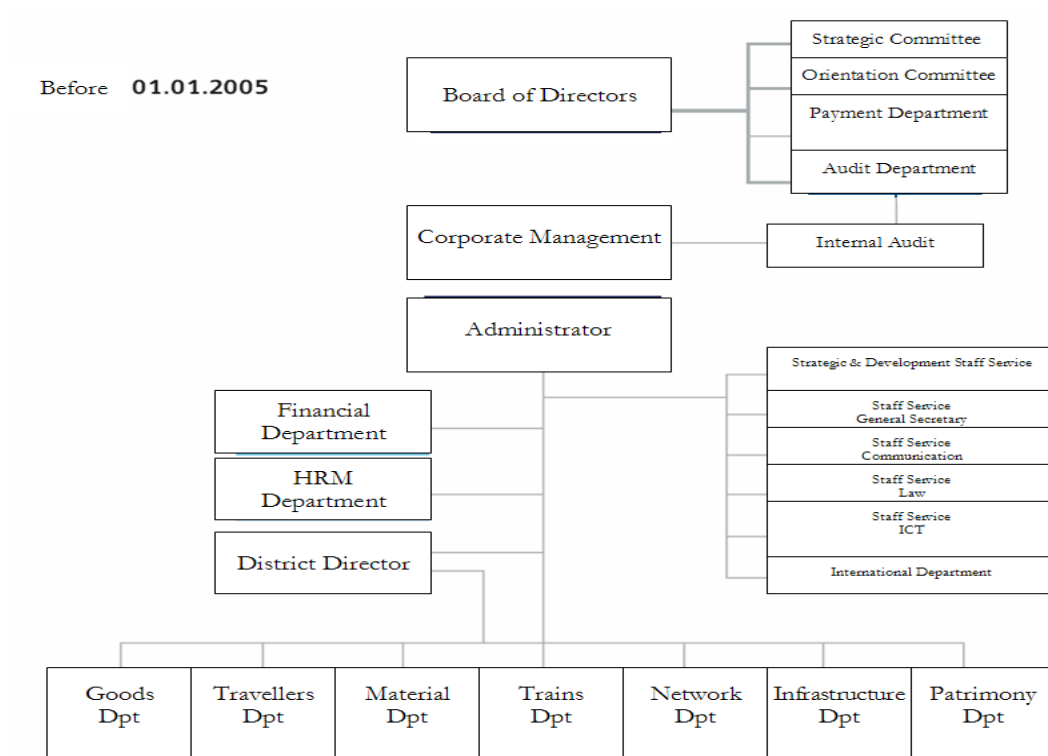 Before 01.01.2005
Board of Directors
Strategic Committee
Orientation Committee
Payment Department
Audit Department
Corporate Management
Internal Audit
Administrator
Strategic & Development Staff Service
Staff Service
General Secretary
Staff Service
Communication
Staff Service
Law
Staff Service
ICT
International Department
Financial
Department
HRM
Department
District Director
Goods
Dpt
Travellers
Dpt
Material
Dpt
Trains
Dpt
Network
Dpt
Infrastructure
Dpt
Patrimony
Dpt